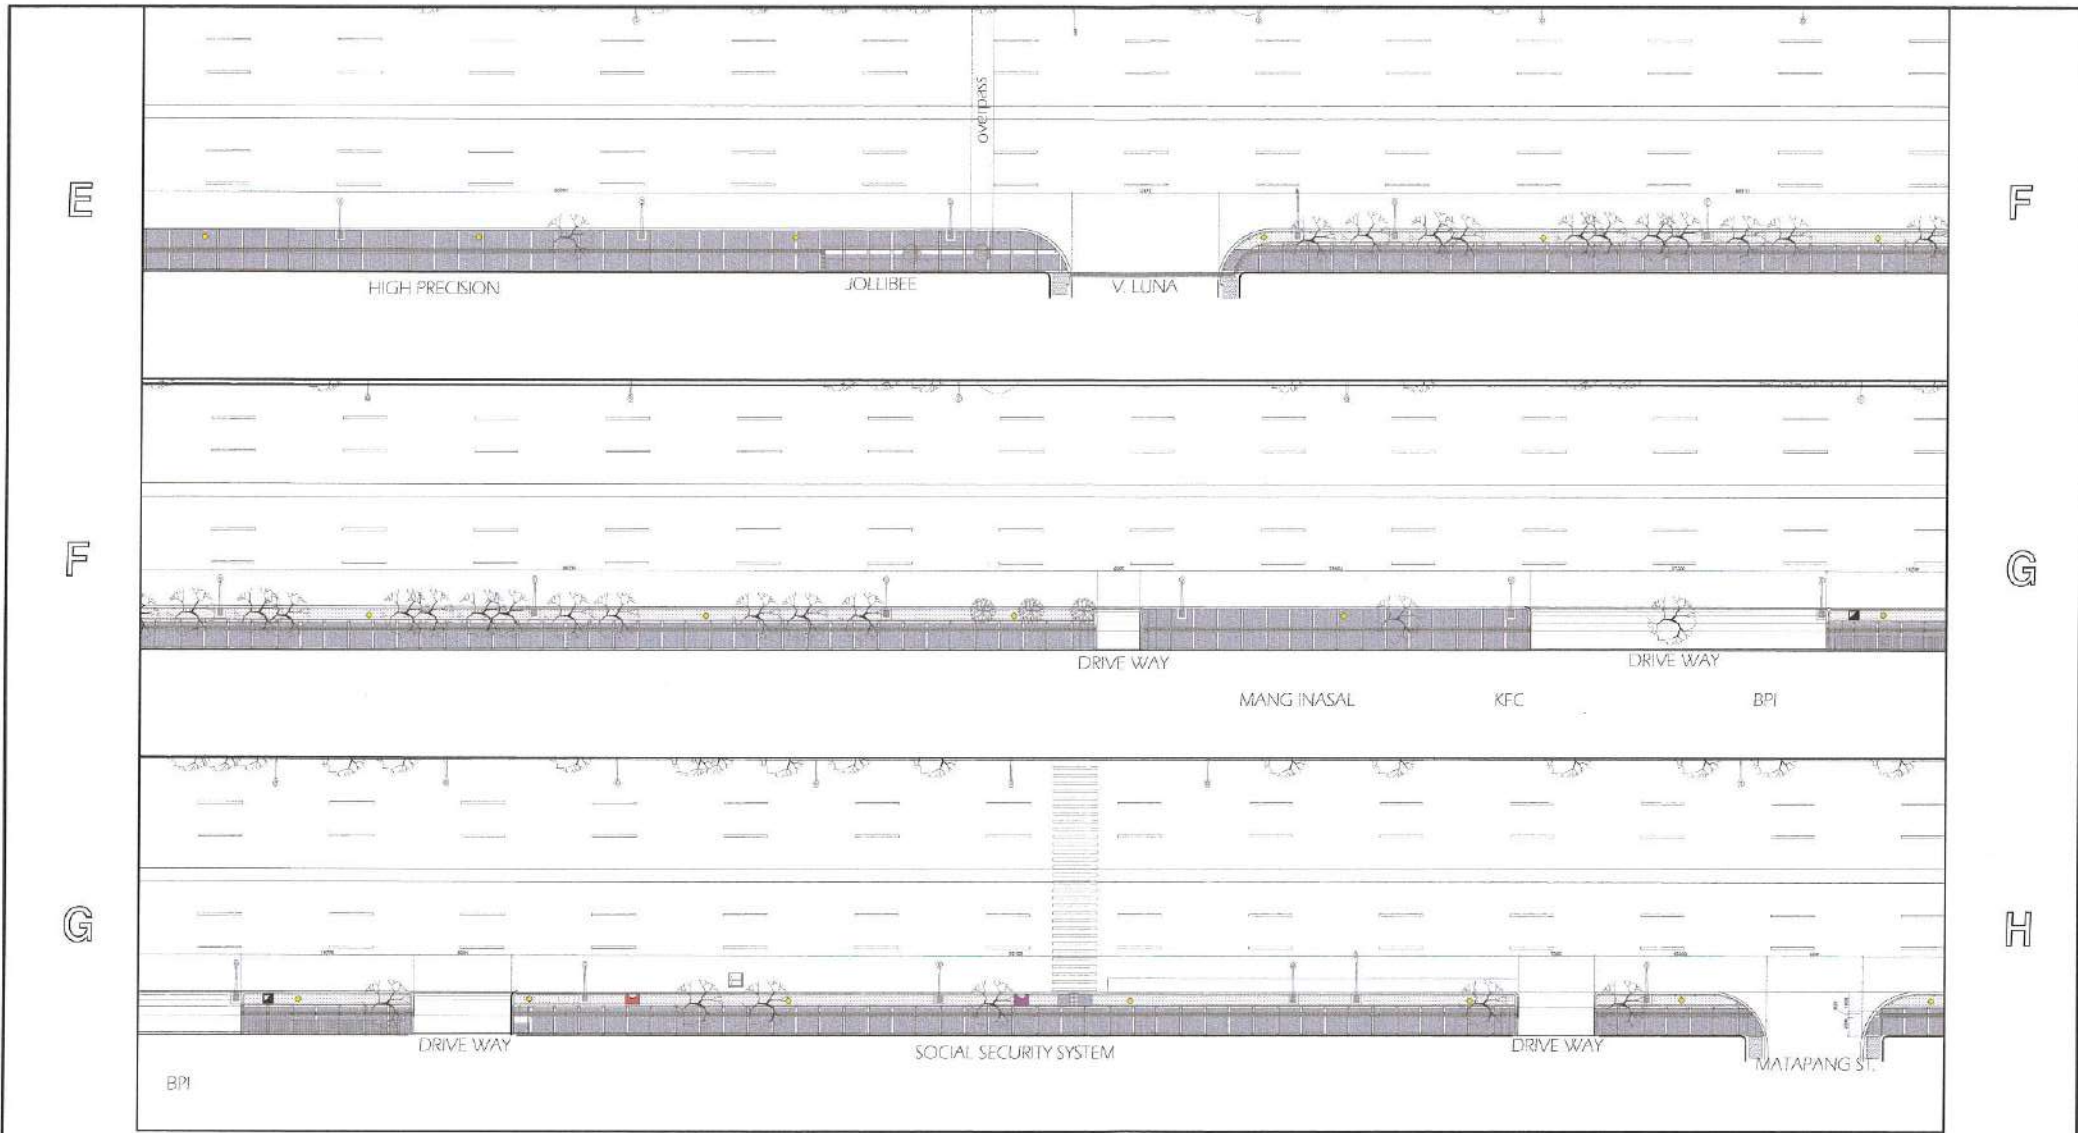 overpass
E
F
HIGH PRECISION
JOLLIBEE
V. LUNA
F
G
DRIVE WAY
DRIVE WAY
MANG INASAL
KFC
BPI
G
H
DRIVE WAY
SOCIAL SECURITY SYSTEM
DRIVE WAY
MATAPANG ST.
BPI